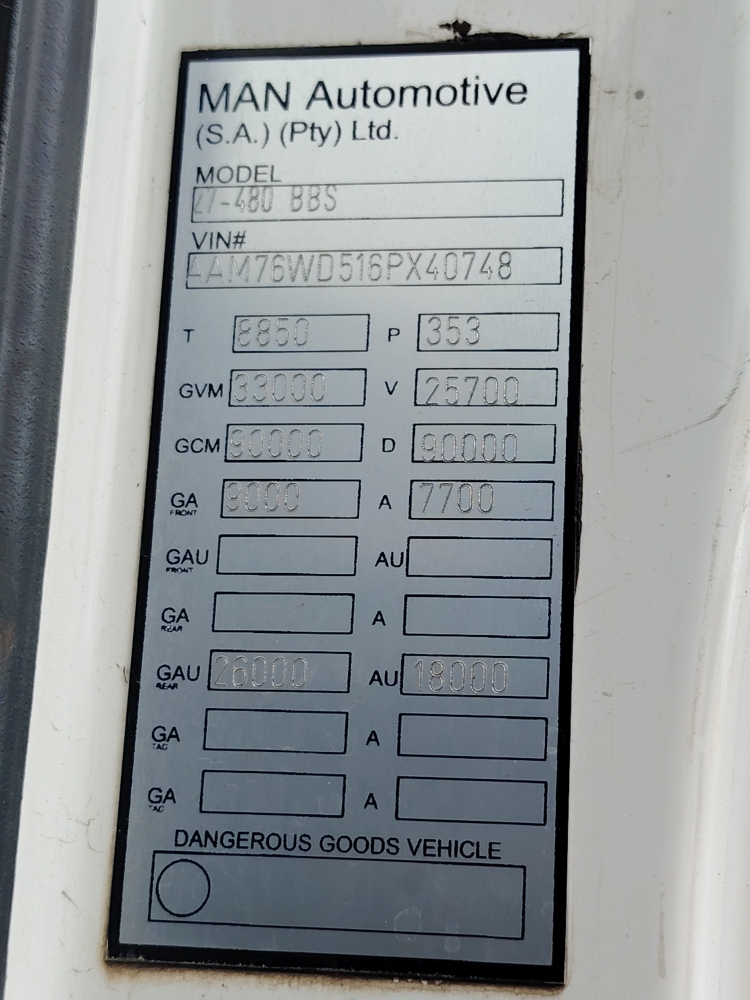 MAN Automotive
(S.A.) (Pty) Ltd.
MODEL
27-480 BBS
VIN#
AAM76WD516PX40748
T 8850 P 353
GVM 33000 V 25700
GCM 90000 D 90000
GA FRONT 9000 A 7700
GAU FRONT AU
GA REAR A
GAU REAR 26000 AU 18000
GA TAG A
GA TAG A
DANGEROUS GOODS VEHICLE